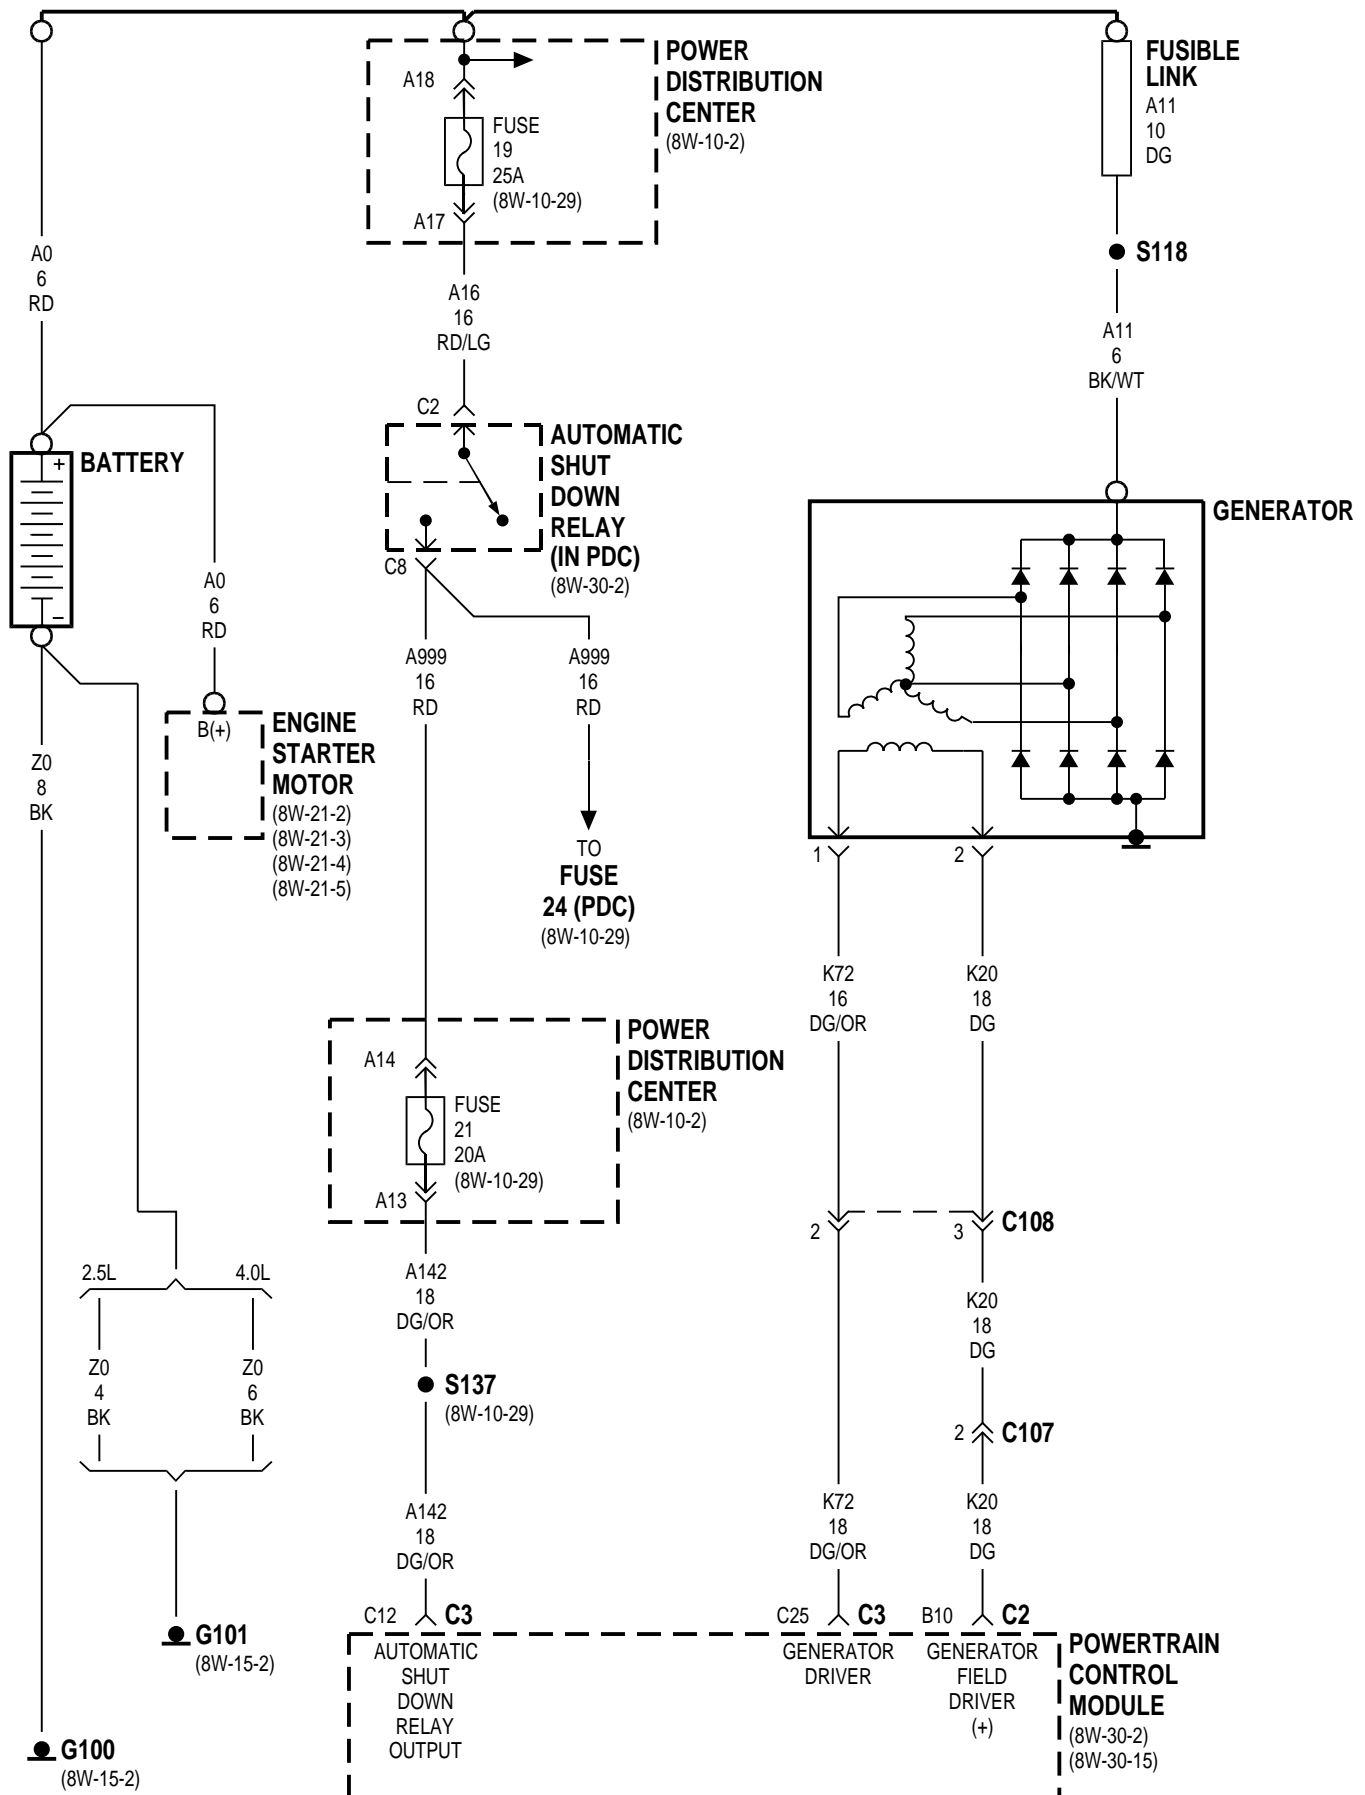 POWER
DISTRIBUTION
CENTER
(8W-10-2)
A18
FUSE
19
25A
(8W-10-29)
A17
FUSIBLE
LINK
A11
10
DG
S118
A11
6
BK/WT
A0
6
RD
A16
16
RD/LG
C2
AUTOMATIC
SHUT
DOWN
RELAY
(IN PDC)
(8W-30-2)
C8
+
BATTERY
–
GENERATOR
A0
6
RD
B(+)
ENGINE
STARTER
MOTOR
(8W-21-2)
(8W-21-3)
(8W-21-4)
(8W-21-5)
Z0
8
BK
A999
16
RD
A999
16
RD
TO
FUSE
24 (PDC)
(8W-10-29)
1
2
K72
16
DG/OR
K20
18
DG
POWER
DISTRIBUTION
CENTER
(8W-10-2)
A14
FUSE
21
20A
(8W-10-29)
A13
2
3
C108
2.5L
4.0L
Z0
4
BK
Z0
6
BK
A142
18
DG/OR
S137
(8W-10-29)
K20
18
DG
2
C107
A142
18
DG/OR
K72
18
DG/OR
K20
18
DG
C12
C3
C25
C3
B10
C2
G101
(8W-15-2)
G100
(8W-15-2)
AUTOMATIC
SHUT
DOWN
RELAY
OUTPUT
GENERATOR
DRIVER
GENERATOR
FIELD
DRIVER
(+)
POWERTRAIN
CONTROL
MODULE
(8W-30-2)
(8W-30-15)